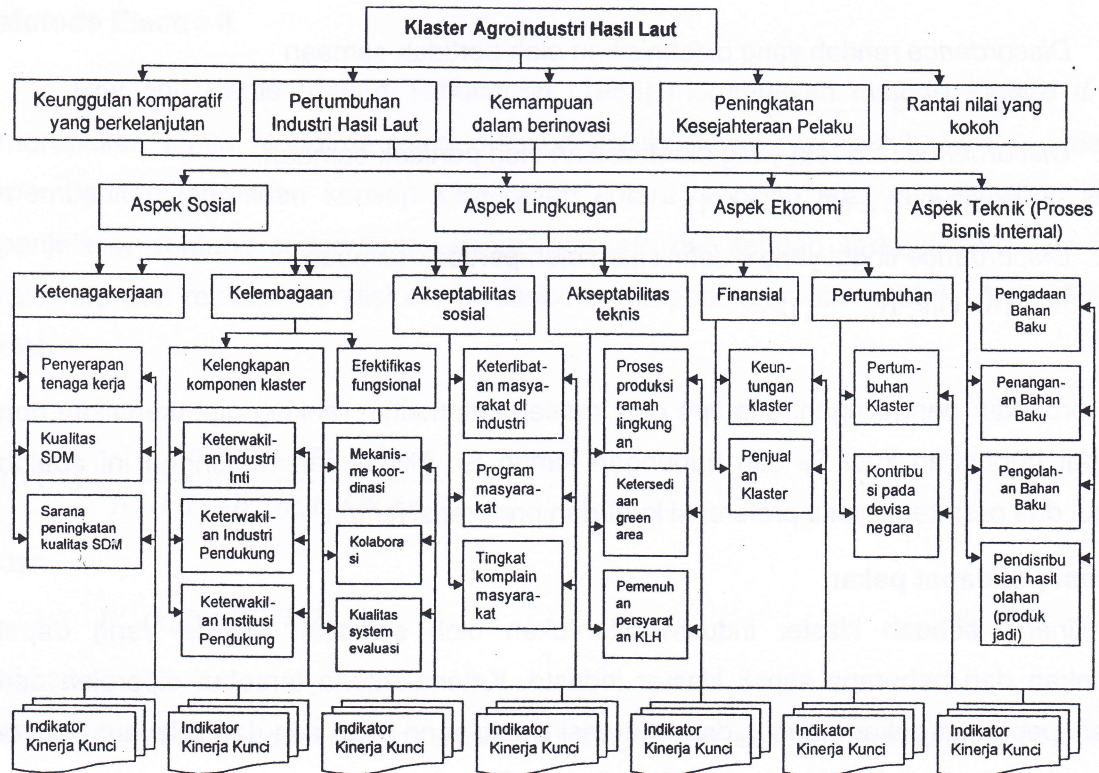 Klaster Agroindustri Hasil Laut
Keunggulan komparatif
yang berkelanjutan
Pertumbuhan
Industri Hasil Laut
Kemampuan
dalam berinovasi
Peningkatan
Kesejahteraan Pelaku
Rantai nilai yang
kokoh
Aspek Sosial
Aspek Lingkungan
Aspek Ekonomi
Aspek Teknik (Proses
Bisnis Internal)
Ketenagakerjaan
Kelembagaan
Akseptabilitas
sosial
Akseptabilitas
teknis
Finansial
Pertumbuhan
Pengadaan
Bahan
Baku
Penyerapan
tenaga kerja
Kualitas
SDM
Sarana
peningkatan
kualitas SDM
Kelengkapan
komponen klaster
Keterwakil-
an Industri
Inti
Keterwakil-
an Industri
Pendukung
Keterwakil-
an Institusi
Pendukung
Efektifikas
fungsional
Mekanis-
me koor-
dinasi
Kolabora
si
Kualitas
system
evaluasi
Keterlibat-
an masya-
rakat di
industri
Program
masyara-
kat
Tingkat
komplain
masyara-
kat
Proses
produksi
ramah
lingkung
an
Ketersed
iaan
green
area
Pemenuh
an
persyarat
an KLH
Keun-
tungan
klaster
Penjual
an Klaster
Pertum-
buhan
Klaster
Kontribu
si pada
devisa
negara
Penangan-
an Bahan
Baku
Pengolah-
an Bahan
Baku
Pendisribu
sian hasil
olahan
(produk
jadi)
Indikator
Kinerja Kunci
Indikator
Kinerja Kunci
Indikator
Kinerja Kunci
Indikator
Kinerja Kunci
Indikator
Kinerja Kunci
Indikator
Kinerja Kunci
Indikator
Kinerja Kunci